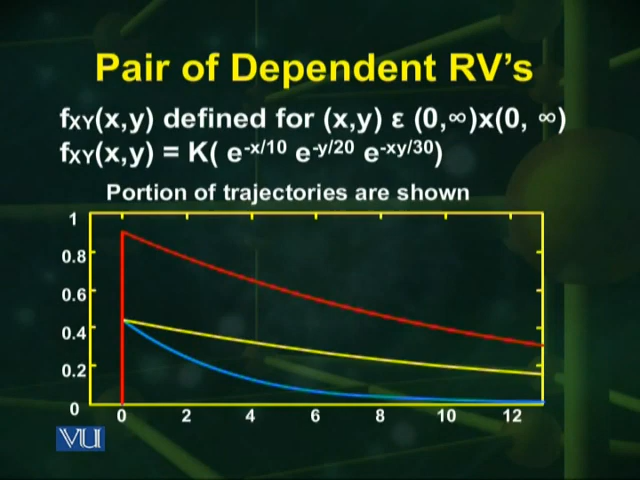 Pair of Dependent RV's
fXY(x,y) defined for (x,y) ε (0,∞)x(0, ∞)
fXY(x,y) = K( e-x/10 e-y/20 e-xy/30)
Portion of trajectories are shown
1
0.8
0.6
0.4
0.2
0
0 2 4 6 8 10 12
VU